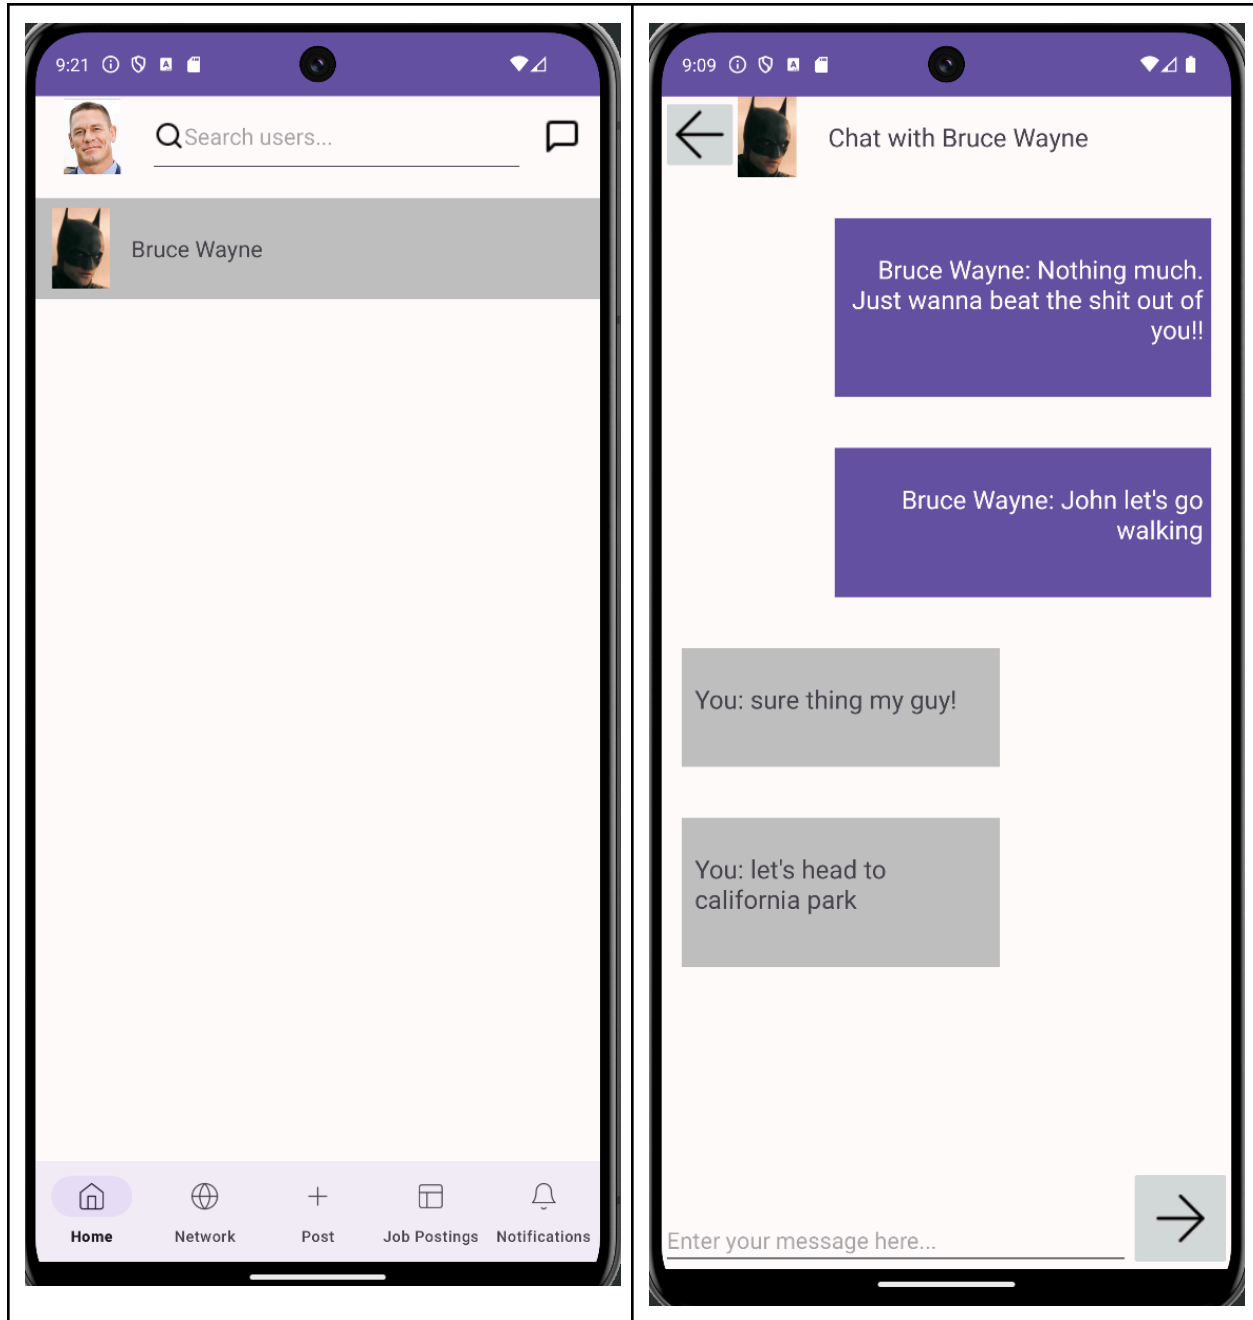 9:21
Search users...
Bruce Wayne
Home
Network
Post
Job Postings
Notifications
9:09
Chat with Bruce Wayne
Bruce Wayne: Nothing much.
Just wanna beat the shit out of
you!!
Bruce Wayne: John let's go
walking
You: sure thing my guy!
You: let's head to
california park
Enter your message here...